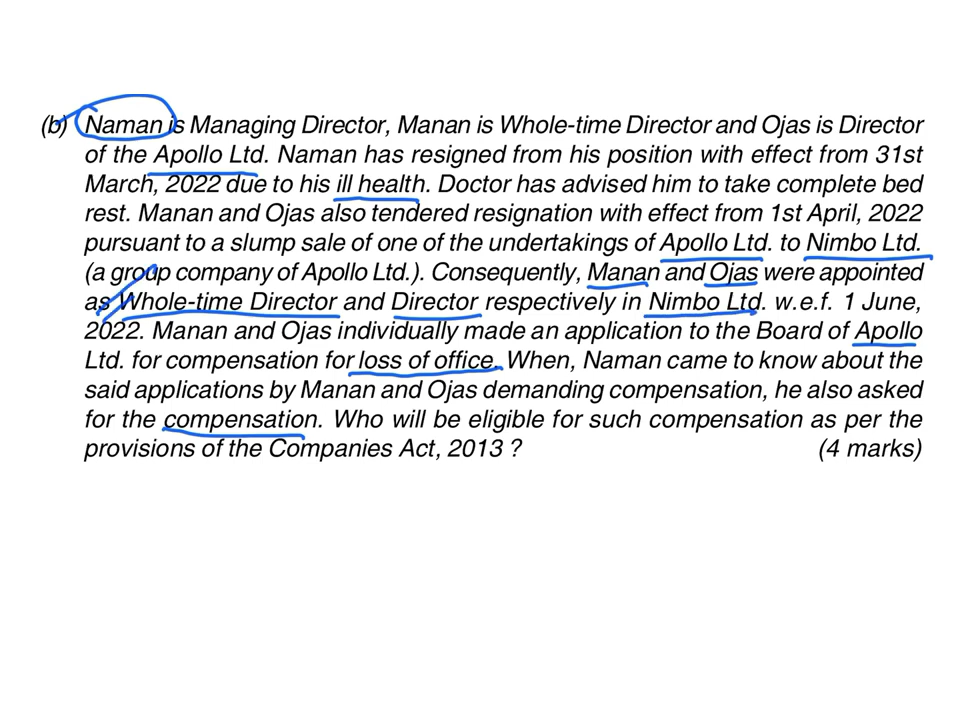 (b) Naman is Managing Director, Manan is Whole-time Director and Ojas is Director
of the Apollo Ltd. Naman has resigned from his position with effect from 31st
March, 2022 due to his ill health. Doctor has advised him to take complete bed
rest. Manan and Ojas also tendered resignation with effect from 1st April, 2022
pursuant to a slump sale of one of the undertakings of Apollo Ltd. to Nimbo Ltd.
(a group company of Apollo Ltd.). Consequently, Manan and Ojas were appointed
as Whole-time Director and Director respectively in Nimbo Ltd. w.e.f. 1 June,
2022. Manan and Ojas individually made an application to the Board of Apollo
Ltd. for compensation for loss of office. When, Naman came to know about the
said applications by Manan and Ojas demanding compensation, he also asked
for the compensation. Who will be eligible for such compensation as per the
provisions of the Companies Act, 2013 ? (4 marks)